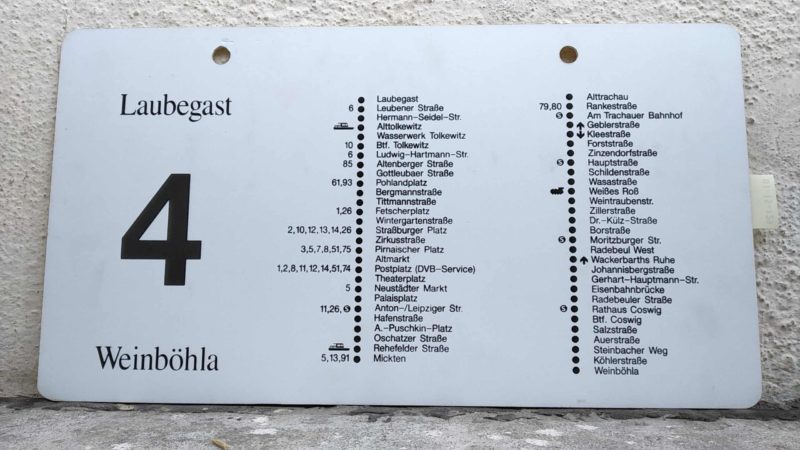 Laubegast
4
Weinböhla
Laubegast
6 Leubener Straße
Hermann-Seidel-Str.
Alttolkewitz
Wasserwerk Tolkewitz
10 Btf. Tolkewitz
6 Ludwig-Hartmann-Str.
85 Altenberger Straße
Gottleubaer Straße
61,93 Pohlandplatz
Bergmannstraße
Tittmannstraße
1,26 Fetscherplatz
Wintergartenstraße
2,10,12,13,14,26 Straßburger Platz
Zirkusstraße
3,5,7,8,51,75 Pirnaischer Platz
Altmarkt
1,2,8,11,12,14,51,74 Postplatz (DVB-Service)
Theaterplatz
5 Neustädter Markt
Palaisplatz
11,26,S Anton-/Leipziger Str.
Hafenstraße
A.-Puschkin-Platz
Oschatzer Straße
Rehefelder Straße
5,13,91 Mickten
Alttrachau
79,80 Rankestraße
S Am Trachauer Bahnhof
Geblerstraße
Kleestraße
Forststraße
Zinzendorfstraße
S Hauptstraße
Schildenstraße
Wasastraße
Weißes Roß
Weintraubenstr.
Zillerstraße
Dr.-Külz-Straße
Borstraße
S Moritzburger Str.
Radebeul West
Wackerbarths Ruhe
Johannisbergstraße
Gerhart-Hauptmann-Str.
Eisenbahnbrücke
Radebeuler Straße
S Rathaus Coswig
Btf. Coswig
Salzstraße
Auerstraße
Steinbacher Weg
Köhlerstraße
Weinböhla